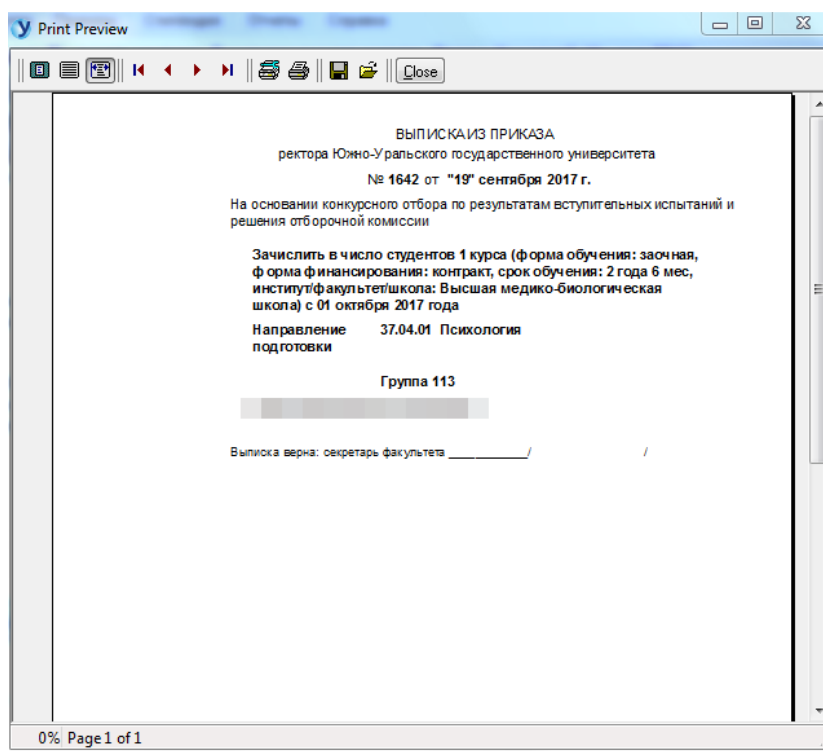 Print Preview
Close
ВЫПИСКА ИЗ ПРИКАЗА
ректора Южно-Уральского государственного университета
№ 1642 от "19" сентября 2017 г.
На основании конкурсного отбора по результатам вступительных испытаний и
решения отборочной комиссии
Зачислить в число студентов 1 курса (форма обучения: заочная,
форма финансирования: контракт, срок обучения: 2 года 6 мес,
институт/факультет/школа: Высшая медико-биологическая
школа) с 01 октября 2017 года
Направление 37.04.01 Психология
подготовки
Группа 113
Выписка верна: секретарь факультета ____________/ /
0% Page 1 of 1